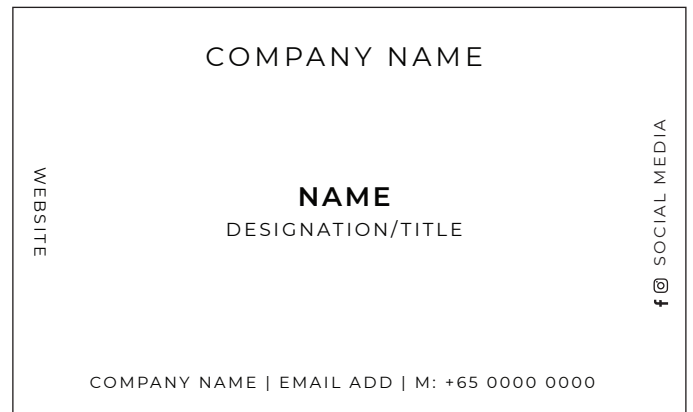 COMPANY NAME
WEBSITE
NAME
DESIGNATION/TITLE
SOCIAL MEDIA
COMPANY NAME | EMAIL ADD | M: +65 0000 0000